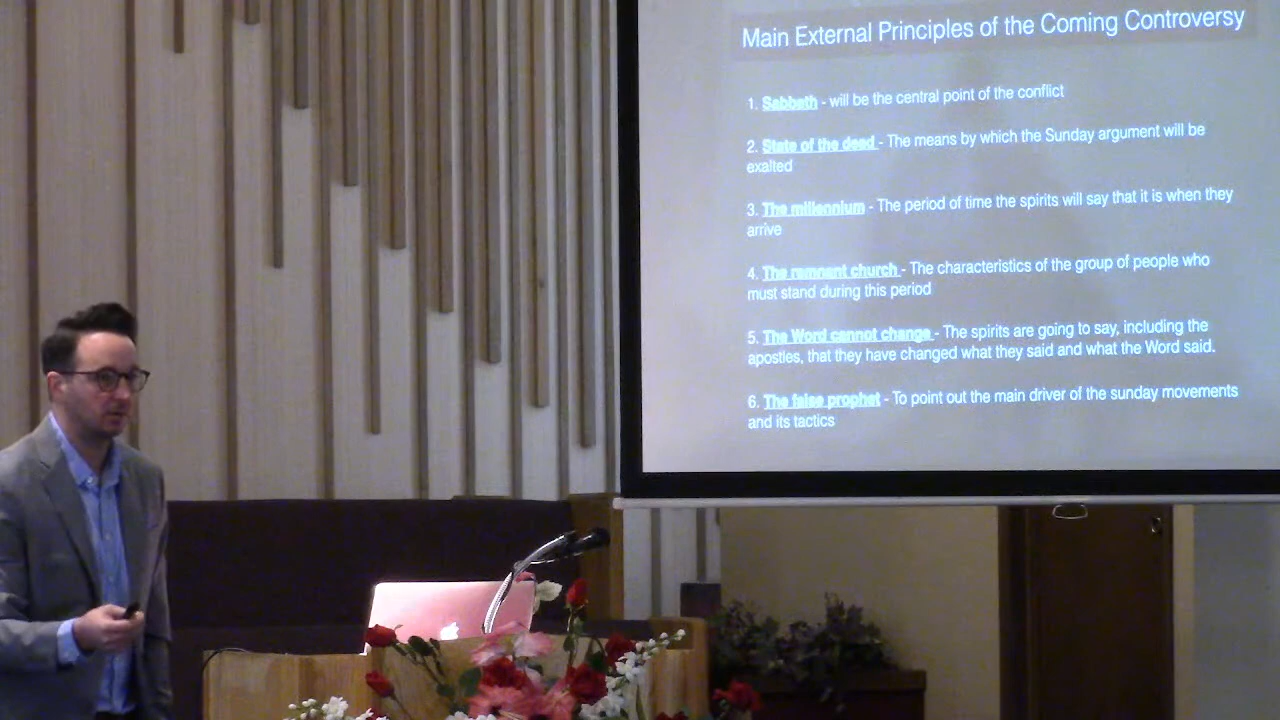 Main External Principles of the Coming Controversy
1. Sabbath - will be the central point of the conflict
2. State of the dead - The means by which the Sunday argument will be
exalted
3. The millennium - The period of time the spirits will say that it is when they
arrive
4. The remnant church - The characteristics of the group of people who
must stand during this period
5. The Word cannot change - The spirits are going to say, including the
apostles, that they have changed what they said and what the Word said.
6. The false prophet - To point out the main driver of the sunday movements
and its tactics